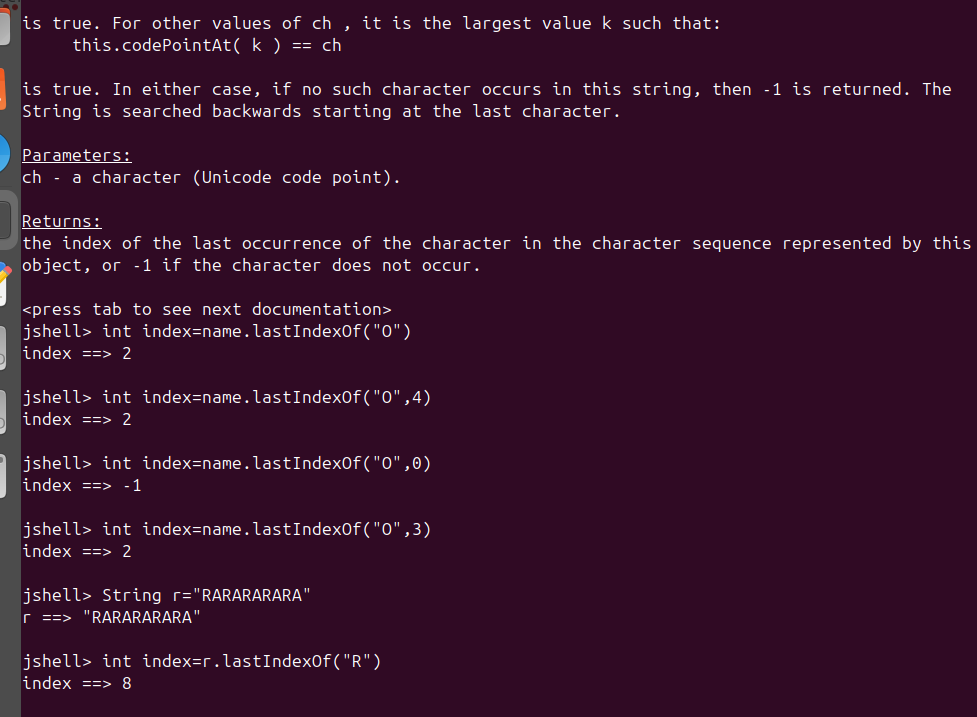 is true. For other values of ch , it is the largest value k such that:
this.codePointAt( k ) == ch
is true. In either case, if no such character occurs in this string, then -1 is returned. The
String is searched backwards starting at the last character.
Parameters:
ch - a character (Unicode code point).
Returns:
the index of the last occurrence of the character in the character sequence represented by this
object, or -1 if the character does not occur.
<press tab to see next documentation>
jshell> int index=name.lastIndexOf("O")
index ==> 2
jshell> int index=name.lastIndexOf("O",4)
index ==> 2
jshell> int index=name.lastIndexOf("O",0)
index ==> -1
jshell> int index=name.lastIndexOf("O",3)
index ==> 2
jshell> String r="RARARARARA"
r ==> "RARARARARA"
jshell> int index=r.lastIndexOf("R")
index ==> 8